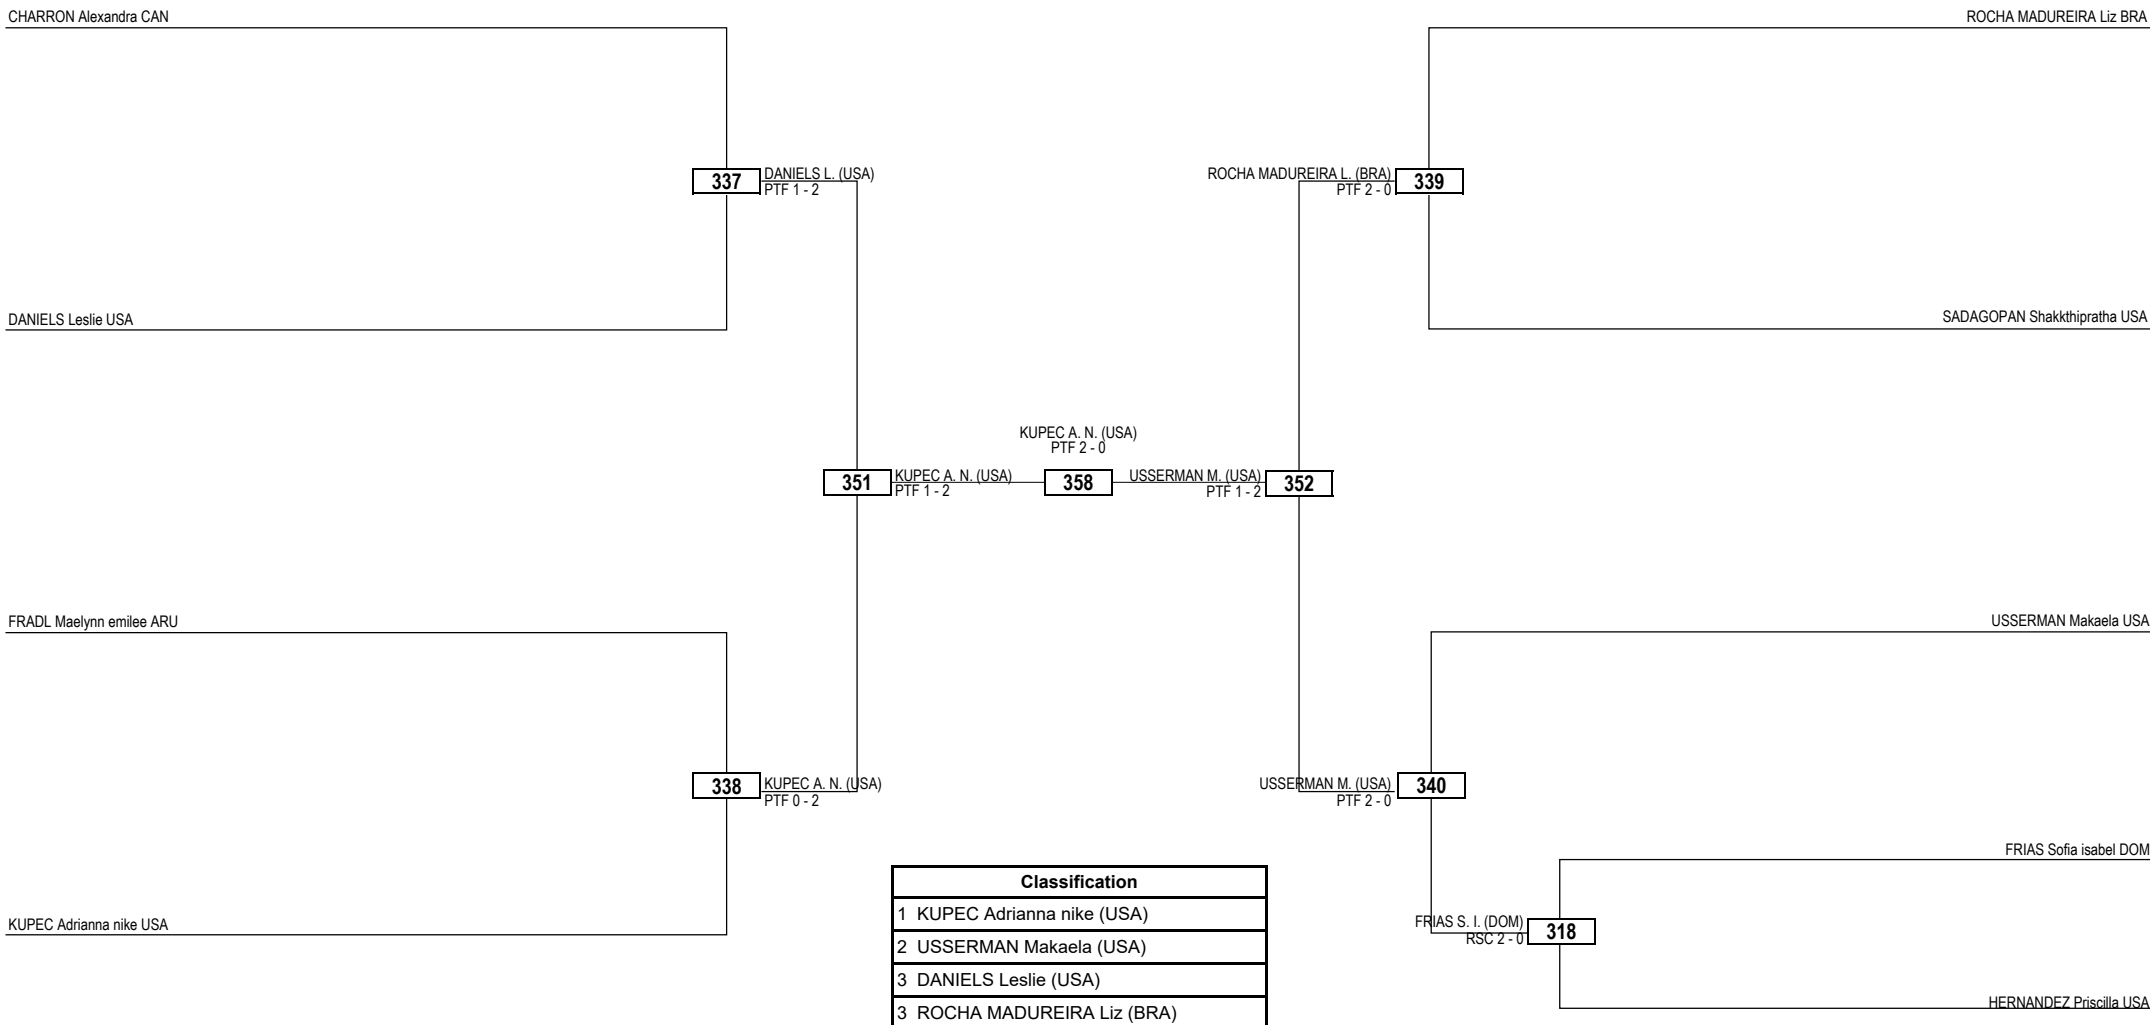 CHARRON Alexandra CAN
ROCHA MADUREIRA Liz BRA
337
DANIELS L. (USA)
PTF 1 - 2
ROCHA MADUREIRA L. (BRA)
PTF 2 - 0
339
DANIELS Leslie USA
SADAGOPAN Shakkthipratha USA
KUPEC A. N. (USA)
PTF 2 - 0
351
KUPEC A. N. (USA)
PTF 1 - 2
358
USSERMAN M. (USA)
PTF 1 - 2
352
FRADL Maelynn emilee ARU
USSERMAN Makaela USA
338
KUPEC A. N. (USA)
PTF 0 - 2
USSERMAN M. (USA)
PTF 2 - 0
340
FRIAS Sofia isabel DOM
KUPEC Adrianna nike USA
FRIAS S. I. (DOM)
RSC 2 - 0
318
HERNANDEZ Priscilla USA
Classification
1 KUPEC Adrianna nike (USA)
2 USSERMAN Makaela (USA)
3 DANIELS Leslie (USA)
3 ROCHA MADUREIRA Liz (BRA)